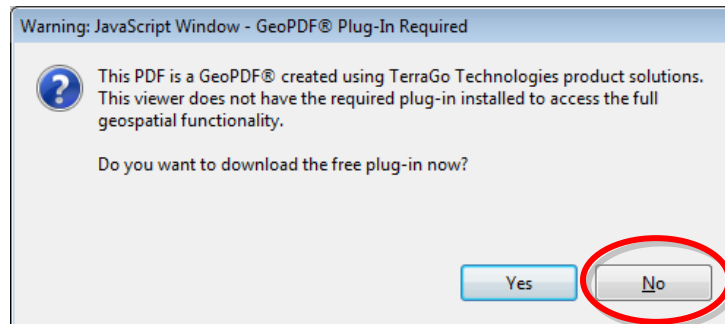 Warning: JavaScript Window - GeoPDF® Plug-In Required
This PDF is a GeoPDF® created using TerraGo Technologies product solutions.
This viewer does not have the required plug-in installed to access the full
geospatial functionality.
Do you want to download the free plug-in now?
Yes No